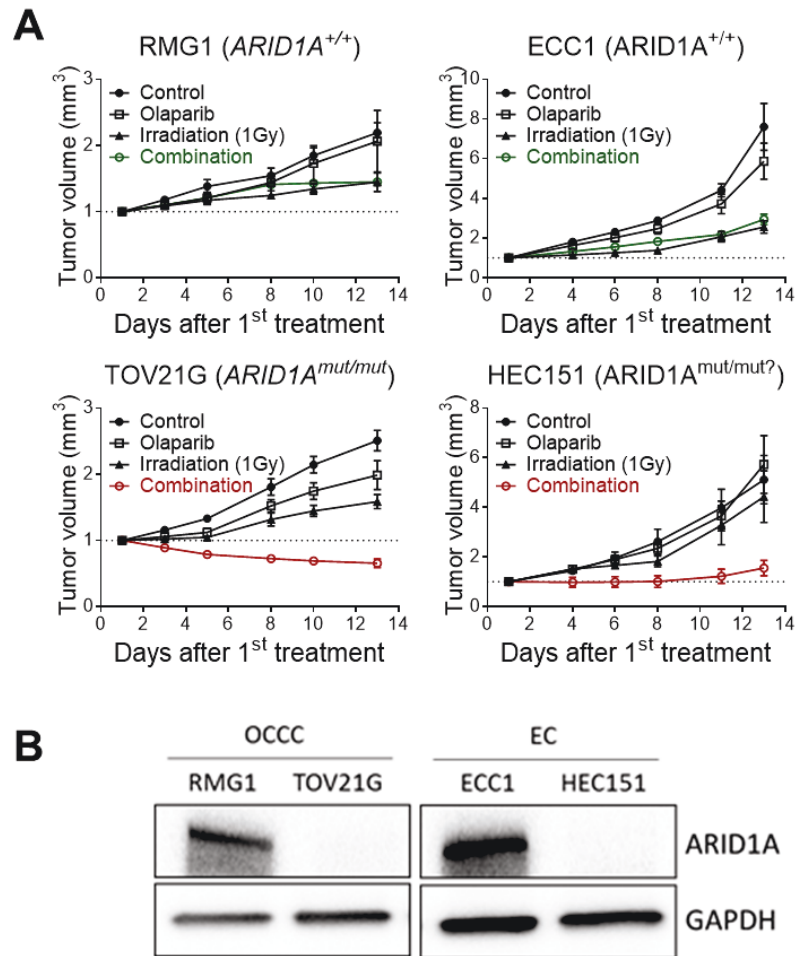 A
RMG1 (ARID1A+/+)
Tumor volume (mm3)
3
2
1
0
Control
Olaparib
Irradiation (1Gy)
Combination
0 2 4 6 8 10 12 14
Days after 1st treatment
ECC1 (ARID1A+/+)
Tumor volume (mm3)
10
8
6
4
2
0
Control
Olaparib
Irradiation (1Gy)
Combination
0 2 4 6 8 10 12 14
Days after 1st treatment
TOV21G (ARID1Amut/mut)
Tumor volume (mm3)
3
2
1
0
Control
Olaparib
Irradiation (1Gy)
Combination
0 2 4 6 8 10 12 14
Days after 1st treatment
HEC151 (ARID1Amut/mut?)
Tumor volume (mm3)
8
6
4
2
0
Control
Olaparib
Irradiation (1Gy)
Combination
0 2 4 6 8 10 12 14
Days after 1st treatment
B
OCCC EC
RMG1 TOV21G ECC1 HEC151
ARID1A
GAPDH